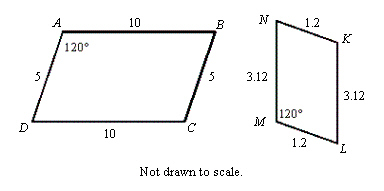 A 10 B
120°
5 5
D 10 C
N 1.2 K
3.12 3.12
M 120°
1.2 L
Not drawn to scale.